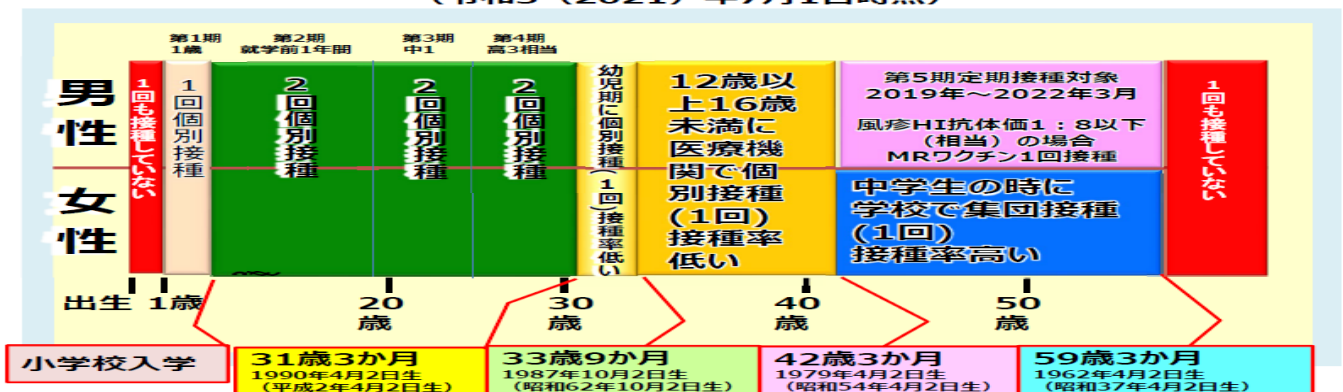 (令和3(2021)年7月1日時点)
第1期
1歳
第2期
就学前1年間
第3期
中1
第4期
高3相当
男性
女性
1回も接種していない
1回個別接種
2回個別接種
2回個別接種
2回個別接種
幼児期に個別接種(1回)接種率低い
12歳以
上16歳
未満に
医療機
関で個
別接種
(1回)
接種率
低い
第5期定期接種対象
2019年~2022年3月
風疹HI抗体価1:8以下
(相当)の場合
MRワクチン1回接種
中学生の時に
学校で集団接種
(1回)
接種率高い
1回も接種していない
出生
1歳
20
歳
30
歳
40
歳
50
歳
小学校入学
31歳3か月
1990年4月2日生
(平成2年4月2日生)
33歳9か月
1987年10月2日生
(昭和62年10月2日生)
42歳3か月
1979年4月2日生
(昭和54年4月2日生)
59歳3か月
1962年4月2日生
(昭和37年4月2日生)